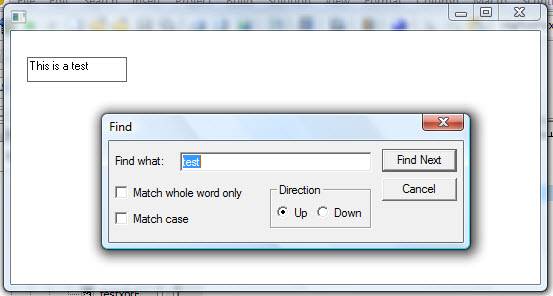 This is a test
Find
Find what: test
Find Next
Match whole word only
Direction
Cancel
Match case
Up
Down